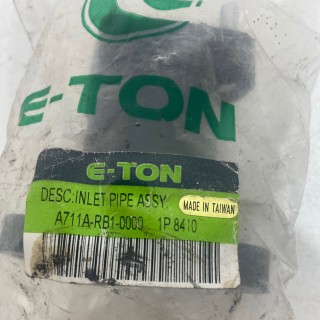 E-TON
E-TON
DESC:INLET PIPE ASSY
MADE IN TAIWAN
A711A-RB1-0000 1P 8410